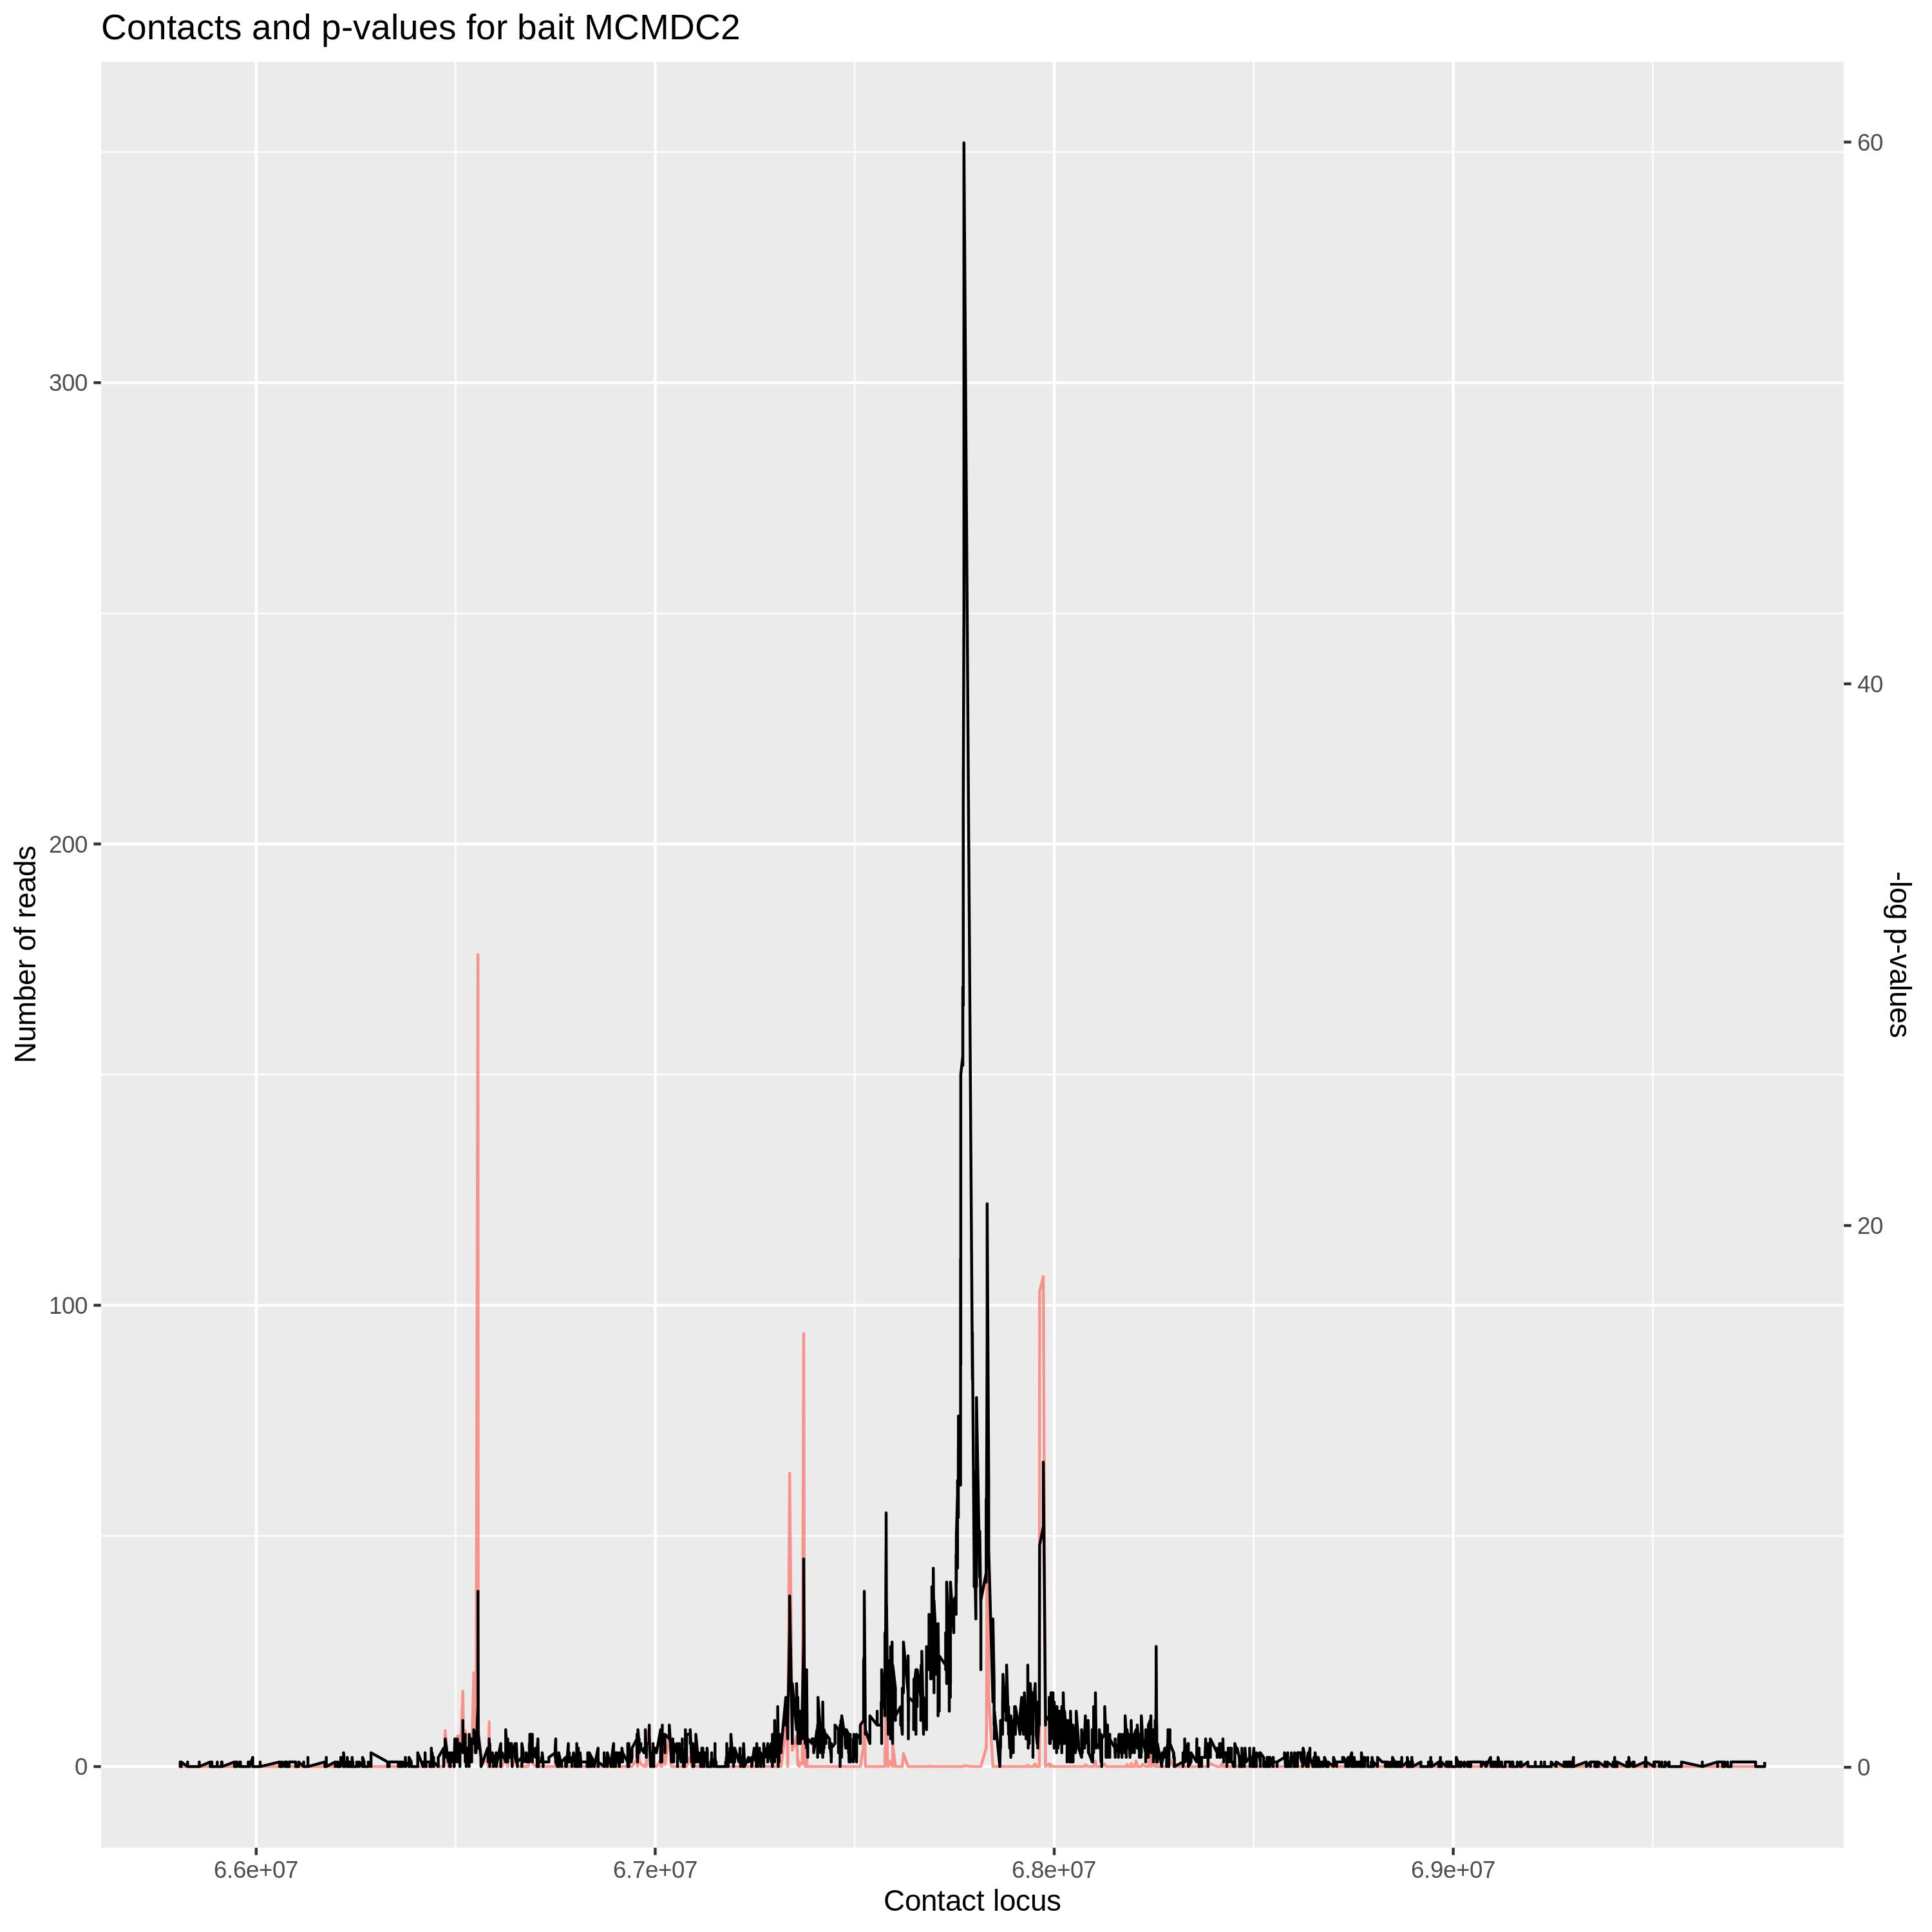 Contacts and p-values for bait MCMDC2
60
300
40
200
Number of reads
-log p-values
20
100
0
0
6.6e+07
6.7e+07
6.8e+07
6.9e+07
Contact locus